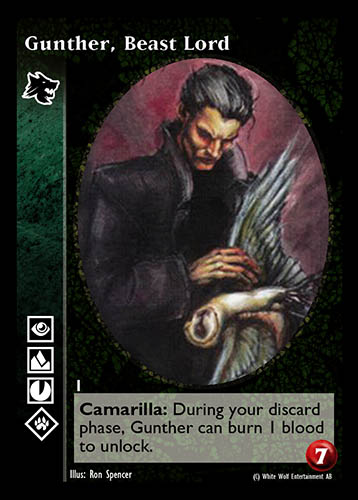 Gunther, Beast Lord
1
Camarilla: During your discard
phase, Gunther can burn 1 blood
to unlock.
7
Illus: Ron Spencer
(C) White Wolf Entertainment AB